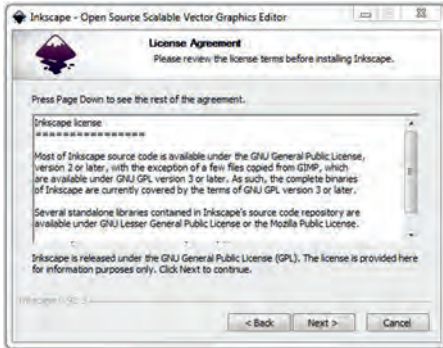 Inkscape - Open Source Scalable Vector Graphics Editor
License Agreement
Please review the license terms before installing Inkscape.
Press Page Down to see the rest of the agreement.
Inkscape license
================
Most of Inkscape source code is available under the GNU General Public License,
version 2 or later, with the exception of a few files copied from GIMP, which
are available under GNU GPL version 3 or later. As such, the complete binaries
of Inkscape are currently covered by the terms of GNU GPL version 3 or later.
Several standalone libraries contained in Inkscape's source code repository are
available under GNU Lesser General Public License or the Mozilla Public License.
Inkscape is released under the GNU General Public License (GPL). The license is provided here
for information purposes only. Click Next to continue.
Inkscape 0.92.3
< Back
Next >
Cancel